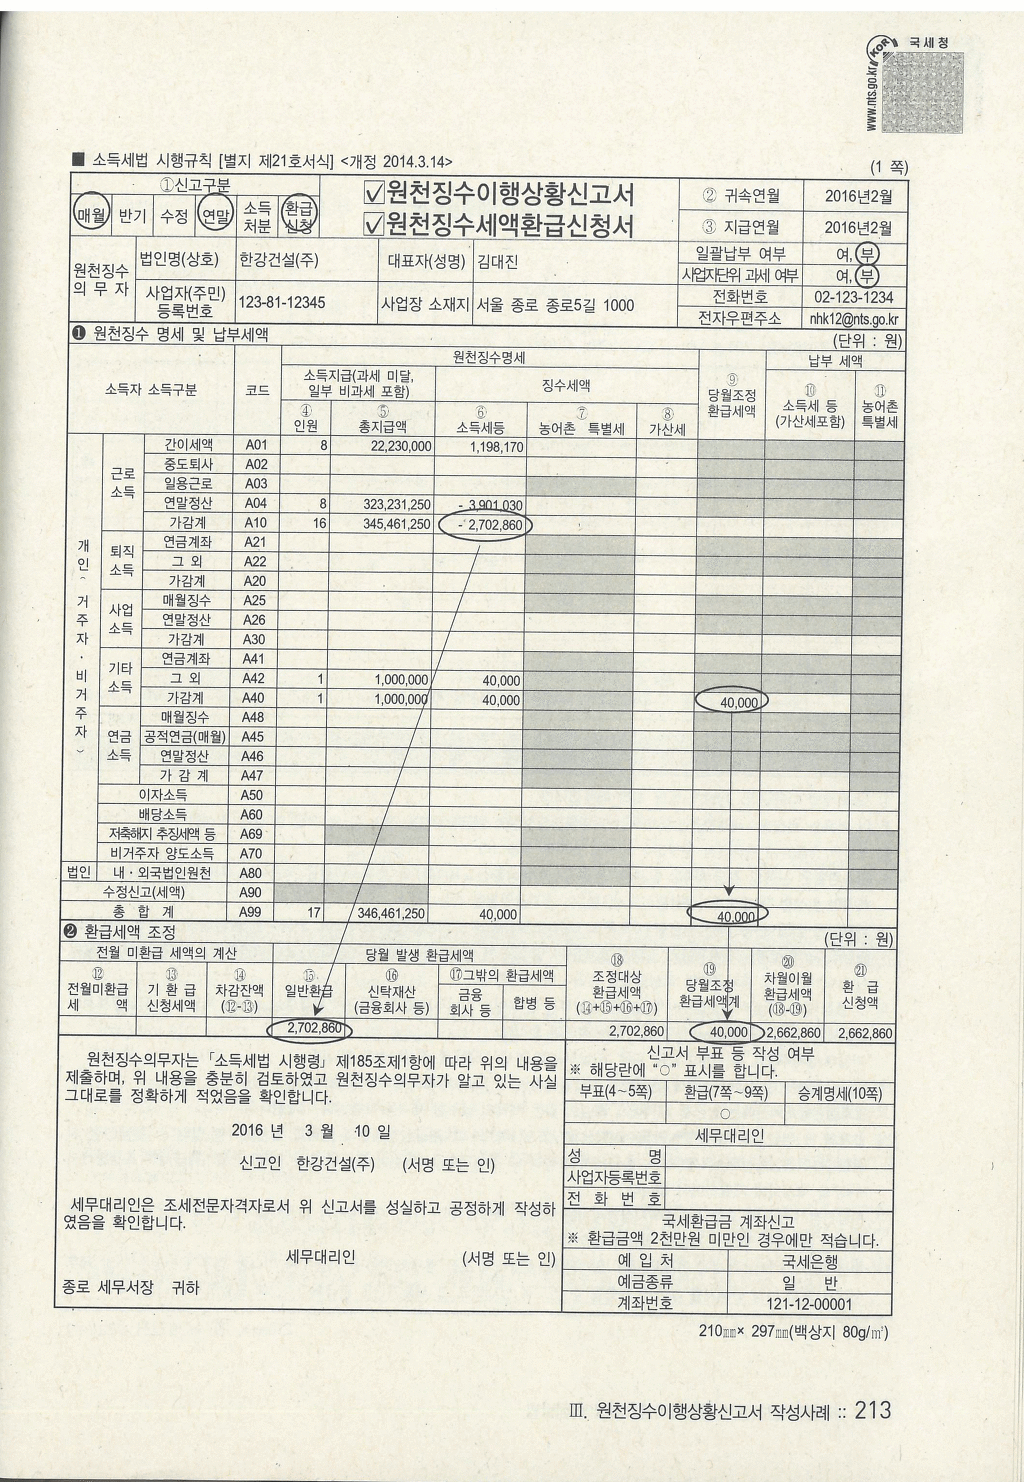 국세청
KOR
www.nts.go.kr
■ 소득세법 시행규칙 [별지 제21호서식] <개정 2014.3.14>
(1 쪽)
①신고구분
매월 반기 수정 연말 소득처분 환급신청
☑원천징수이행상황신고서
☑원천징수세액환급신청서
② 귀속연월 2016년2월
③ 지급연월 2016년2월
원천징수 의 무 자
법인명(상호) 한강건설(주) 대표자(성명) 김대진
일괄납부 여부 여, 부
사업자단위 과세 여부 여, 부
사업자(주민) 등록번호 123-81-12345 사업장 소재지 서울 종로 종로5길 1000
전화번호 02-123-1234
전자우편주소 nhk12@nts.go.kr
❶ 원천징수 명세 및 납부세액 (단위 : 원)
소득자 소득구분 코드 원천징수명세 납부 세액
소득지급(과세 미달, 일부 비과세 포함) 징수세액
⑨ 당월조정 환급세액
⑩ 소득세 등 (가산세포함)
⑪ 농어촌 특별세
④ 인원 ⑤ 총지급액 ⑥ 소득세등 ⑦ 농어촌 특별세 ⑧ 가산세
개인(거주자·비거주자)
근로소득
간이세액 A01 8 22,230,000 1,198,170
중도퇴사 A02
일용근로 A03
연말정산 A04 8 323,231,250 - 3,901,030
가감계 A10 16 345,461,250 - 2,702,860
퇴직소득
연금계좌 A21
그 외 A22
가감계 A20
사업소득
매월징수 A25
연말정산 A26
가감계 A30
기타소득
연금계좌 A41
그 외 A42 1 1,000,000 40,000
가감계 A40 1 1,000,000 40,000 40,000
연금소득
매월징수 A48
공적연금(매월) A45
연말정산 A46
가 감 계 A47
이자소득 A50
배당소득 A60
저축해지 추징세액 등 A69
비거주자 양도소득 A70
법인 내·외국법인원천 A80
수정신고(세액) A90
총 합 계 A99 17 346,461,250 40,000 40,000
❷ 환급세액 조정 (단위 : 원)
전월 미환급 세액의 계산 당월 발생 환급세액
⑱ 조정대상 환급세액 (⑭+⑮+⑯+⑰)
⑲ 당월조정 환급세액계
⑳ 차월이월 환급세액 (⑱-⑲)
㉑ 환 급 신청액
⑫ 전월미환급 세 액
⑬ 기 환 급 신청세액
⑭ 차감잔액 (⑫-⑬)
⑮ 일반환급
⑯ 신탁재산 (금융회사 등)
⑰그밖의 환급세액
금융 회사 등
합병 등
2,702,860 2,702,860 40,000 2,662,860 2,662,860
원천징수의무자는 「소득세법 시행령」 제185조제1항에 따라 위의 내용을
제출하며, 위 내용을 충분히 검토하였고 원천징수의무자가 알고 있는 사실
그대로를 정확하게 적었음을 확인합니다.
2016 년 3 월 10 일
신고인 한강건설(주) (서명 또는 인)
세무대리인은 조세전문자격자로서 위 신고서를 성실하고 공정하게 작성하
였음을 확인합니다.
세무대리인 (서명 또는 인)
종로 세무서장 귀하
신고서 부표 등 작성 여부
※ 해당란에 "○" 표시를 합니다.
부표(4~5쪽) 환급(7쪽~9쪽) 승계명세(10쪽)
○
세무대리인
성 명
사업자등록번호
전 화 번 호
국세환급금 계좌신고
※ 환급금액 2천만원 미만인 경우에만 적습니다.
예 입 처 국세은행
예금종류 일 반
계좌번호 121-12-00001
210㎜× 297㎜(백상지 80g/㎡)
Ⅲ. 원천징수이행상황신고서 작성사례 :: 213